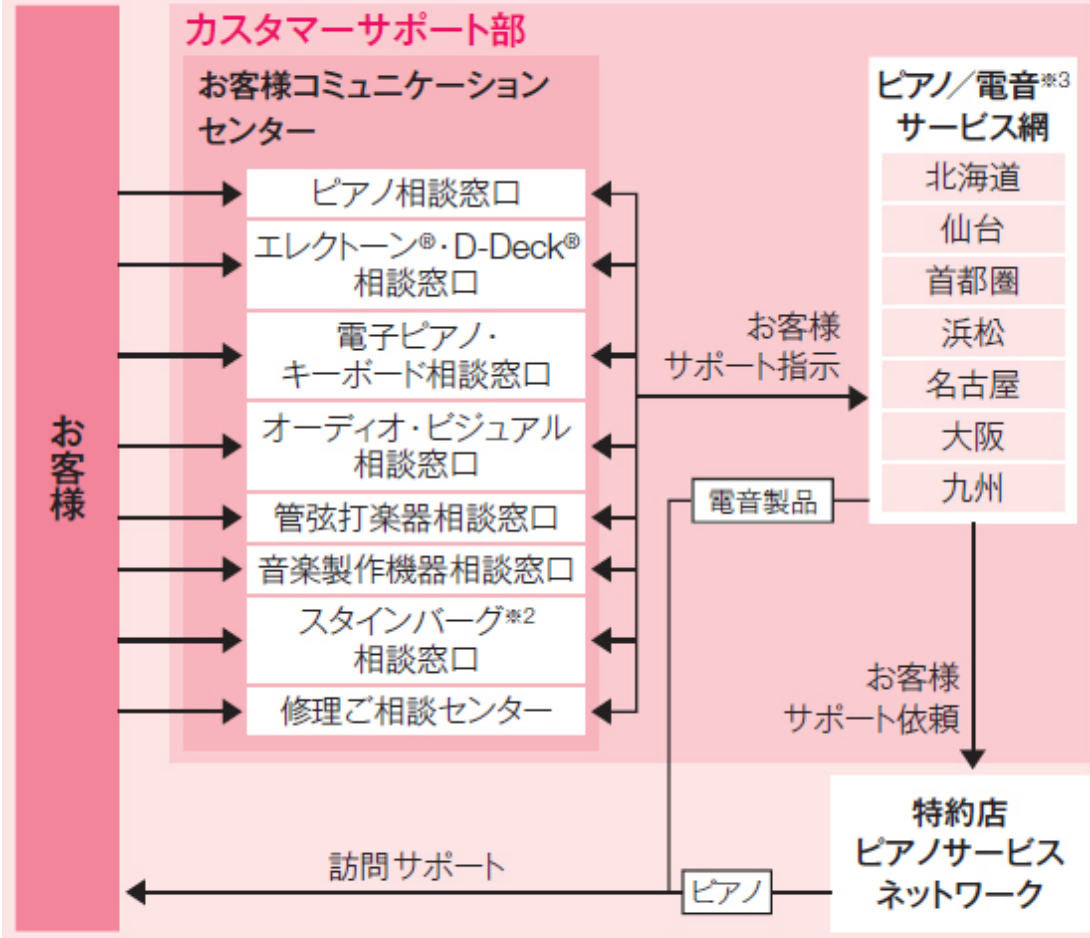 カスタマーサポート部
お客様コミュニケーション
センター
お客様
ピアノ相談窓口
エレクトーン®・D-Deck®
相談窓口
電子ピアノ・
キーボード相談窓口
オーディオ・ビジュアル
相談窓口
管弦打楽器相談窓口
音楽製作機器相談窓口
スタインバーグ※2
相談窓口
修理ご相談センター
お客様
サポート指示
ピアノ／電音※3
サービス網
北海道
仙台
首都圏
浜松
名古屋
大阪
九州
電音製品
お客様
サポート依頼
特約店
ピアノサービス
ネットワーク
ピアノ
訪問サポート